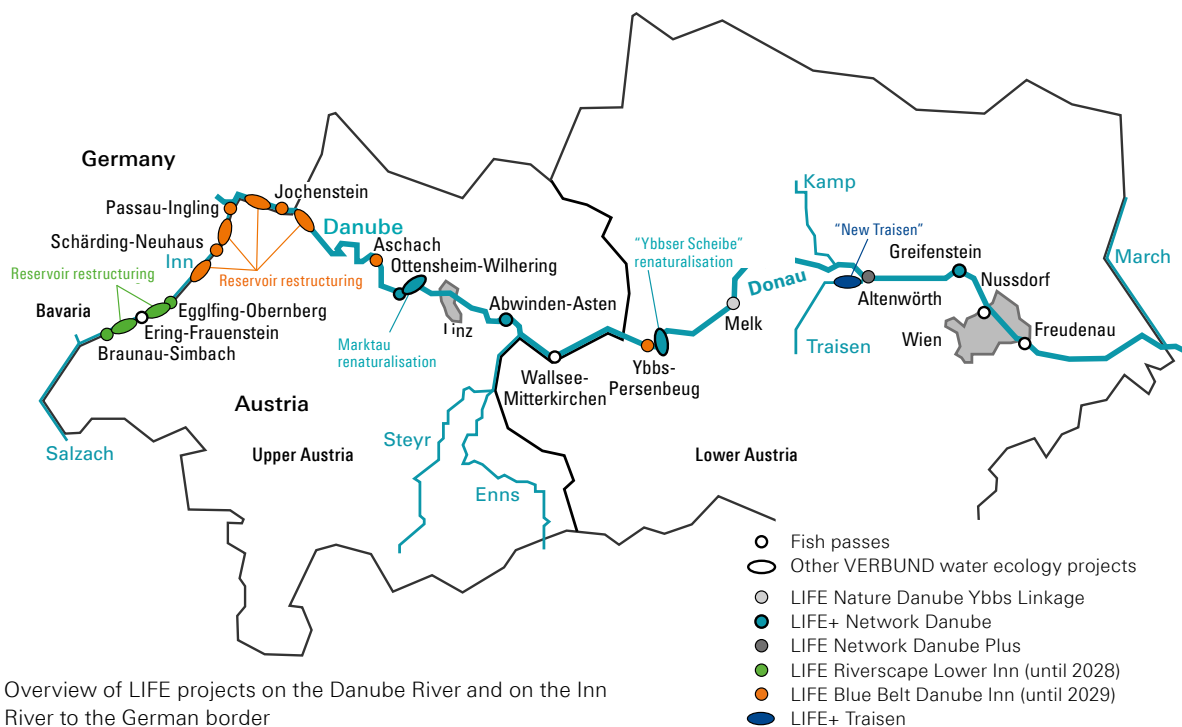 Germany
Kamp
Jochenstein
Passau-Ingling
Danube
"Ybbser Scheibe"
renaturalisation
"New Traisen"
Schärding-Neuhaus
Inn
Aschach
Greifenstein
March
Reservoir restructuring
Ottensheim-Wilhering
Reservoir restructuring
Donau
Nussdorf
Altenwörth
Bavaria
Egglfing-Obernberg
Abwinden-Asten
Melk
Ering-Frauenstein
Linz
Freudenau
Braunau-Simbach
Marktau
renaturalisation
Wien
Traisen
Ybbs-
Persenbeug
Wallsee-
Mitterkirchen
Austria
Steyr
Salzach
Upper Austria
Lower Austria
Enns
Fish passes
Other VERBUND water ecology projects
LIFE Nature Danube Ybbs Linkage
LIFE+ Network Danube
LIFE Network Danube Plus
LIFE Riverscape Lower Inn (until 2028)
LIFE Blue Belt Danube Inn (until 2029)
LIFE+ Traisen
Overview of LIFE projects on the Danube River and on the Inn
River to the German border